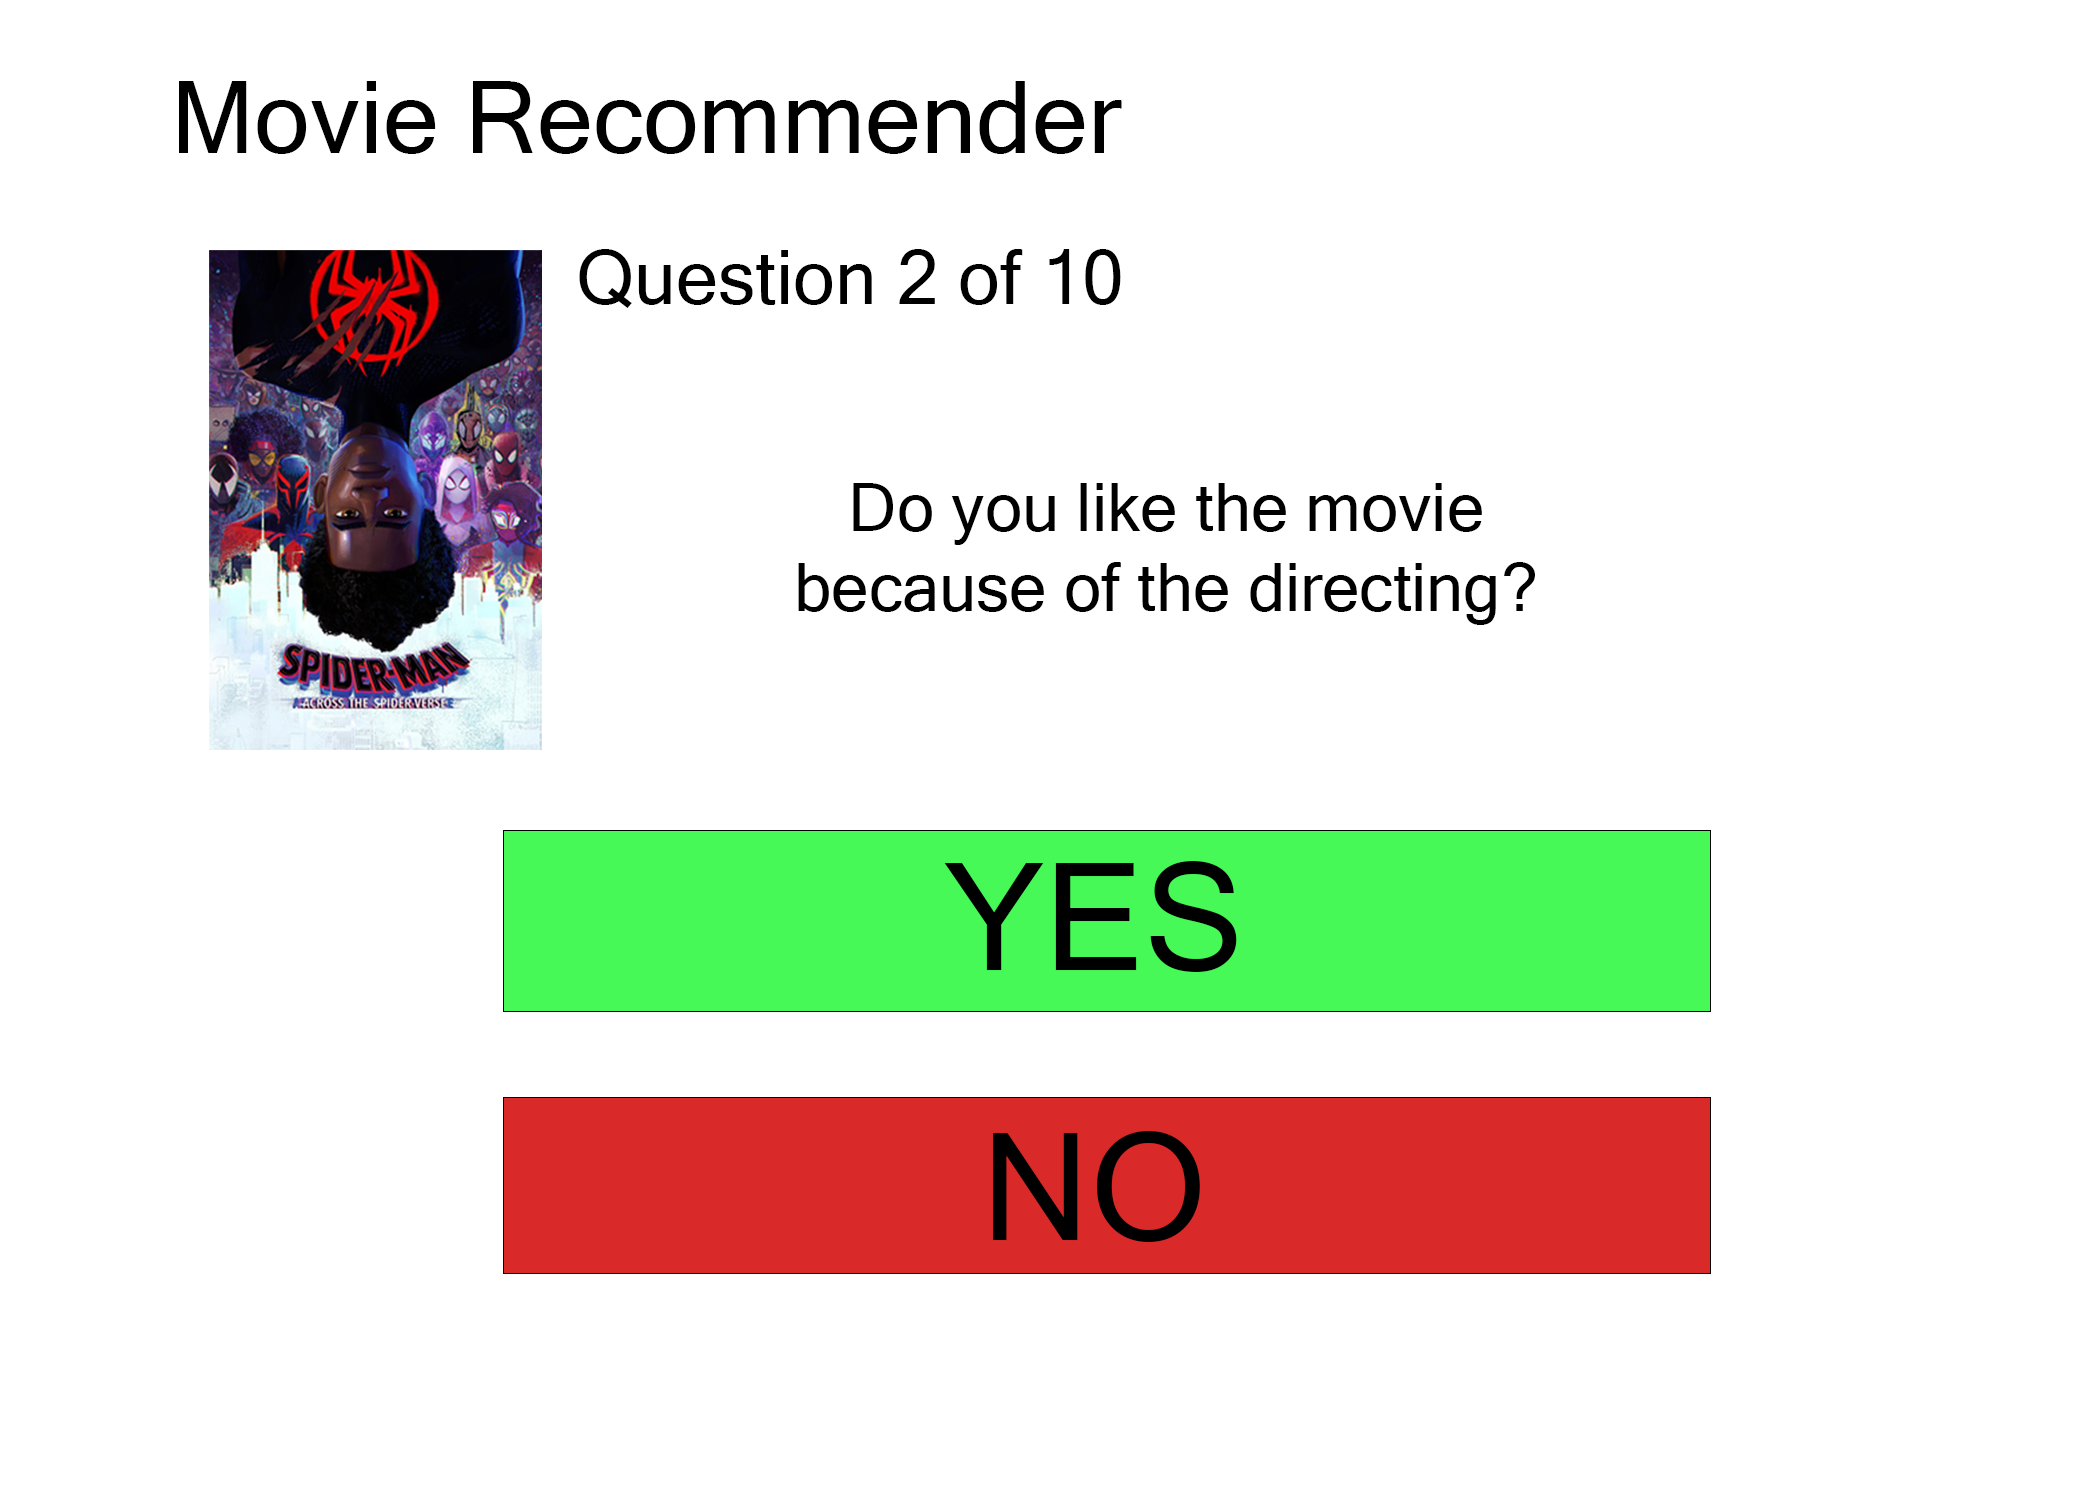 Movie Recommender
Question 2 of 10
Do you like the movie
because of the directing?
SPIDER-MAN
ACROSS THE SPIDER-VERSE
YES
NO